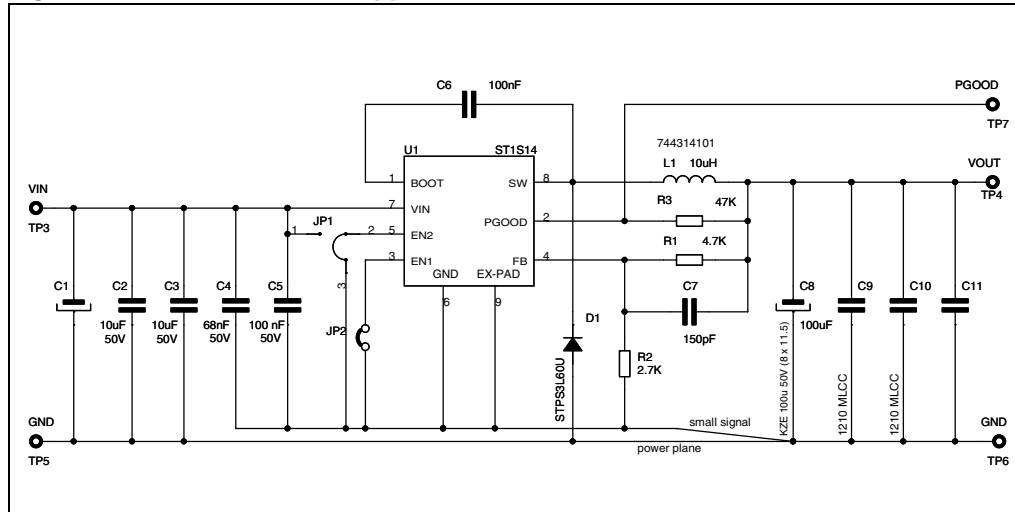 C6
100nF
PGOOD
TP7
U1
ST1S14
744314101
L1
10uH
VOUT
TP4
1
BOOT
SW
8
VIN
TP3
7
VIN
R3
47K
PGOOD
2
JP1
1
2
5
EN2
R1
4.7K
3
EN1
FB
4
GND
EX-PAD
3
6
9
C1
C2
10uF
50V
C3
10uF
50V
C4
68nF
50V
C5
100 nF
50V
JP2
C7
150pF
D1
STPS3L60U
R2
2.7K
C8
100uF
KZE 100u 50V (8 x 11.5)
C9
1210 MLCC
C10
1210 MLCC
C11
small signal
power plane
GND
TP5
GND
TP6